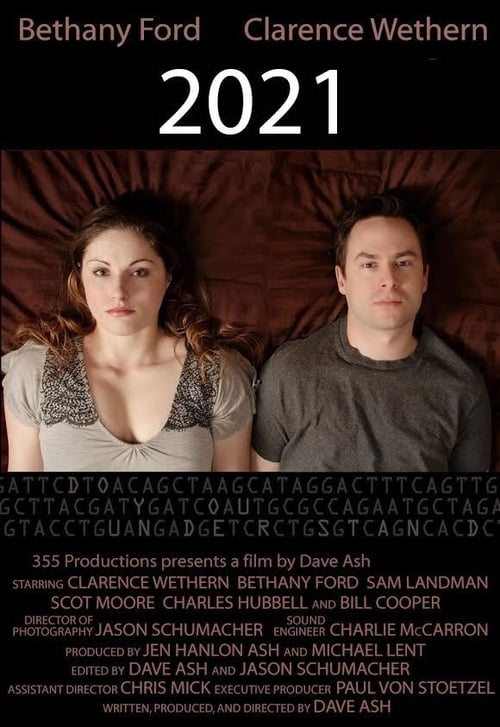 Bethany Ford Clarence Wethern
2021
GATTCDTOACAGCTAAGCATAGGACTTTCAGTTG
GCTTACGATYGATCOAUTGCGCCAGAATGCTAGA
GTACCTGUANGADGETCRCTGSGTCAGNCACDC
355 Productions presents a film by Dave Ash
STARRING CLARENCE WETHERN BETHANY FORD SAM LANDMAN
SCOT MOORE CHARLES HUBBELL AND BILL COOPER
DIRECTOR OF PHOTOGRAPHY JASON SCHUMACHER SOUND ENGINEER CHARLIE McCARRON
PRODUCED BY JEN HANLON ASH AND MICHAEL LENT
EDITED BY DAVE ASH AND JASON SCHUMACHER
ASSISTANT DIRECTOR CHRIS MICK EXECUTIVE PRODUCER PAUL VON STOETZEL
WRITTEN, PRODUCED, AND DIRECTED BY DAVE ASH